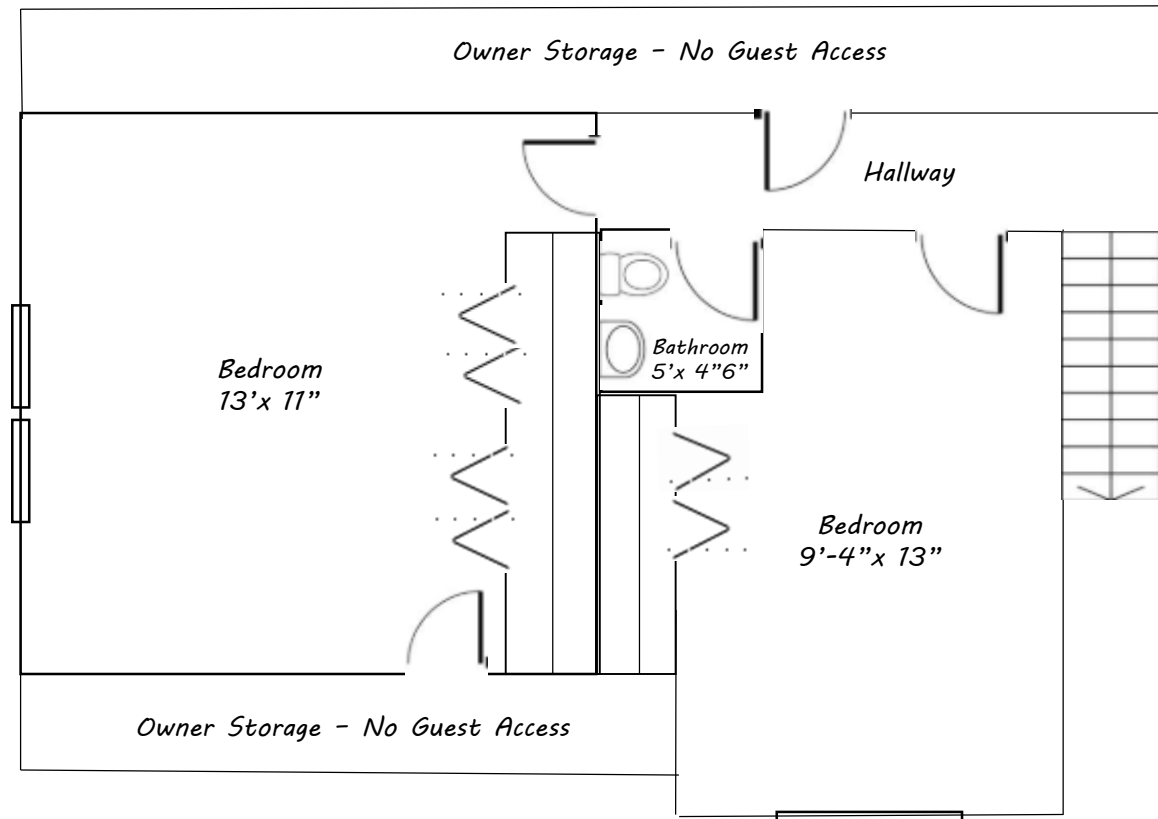 Owner Storage - No Guest Access
Hallway
Bathroom
5'x 4"6"
Bedroom
13'x 11"
Bedroom
9'-4"x 13"
Owner Storage - No Guest Access